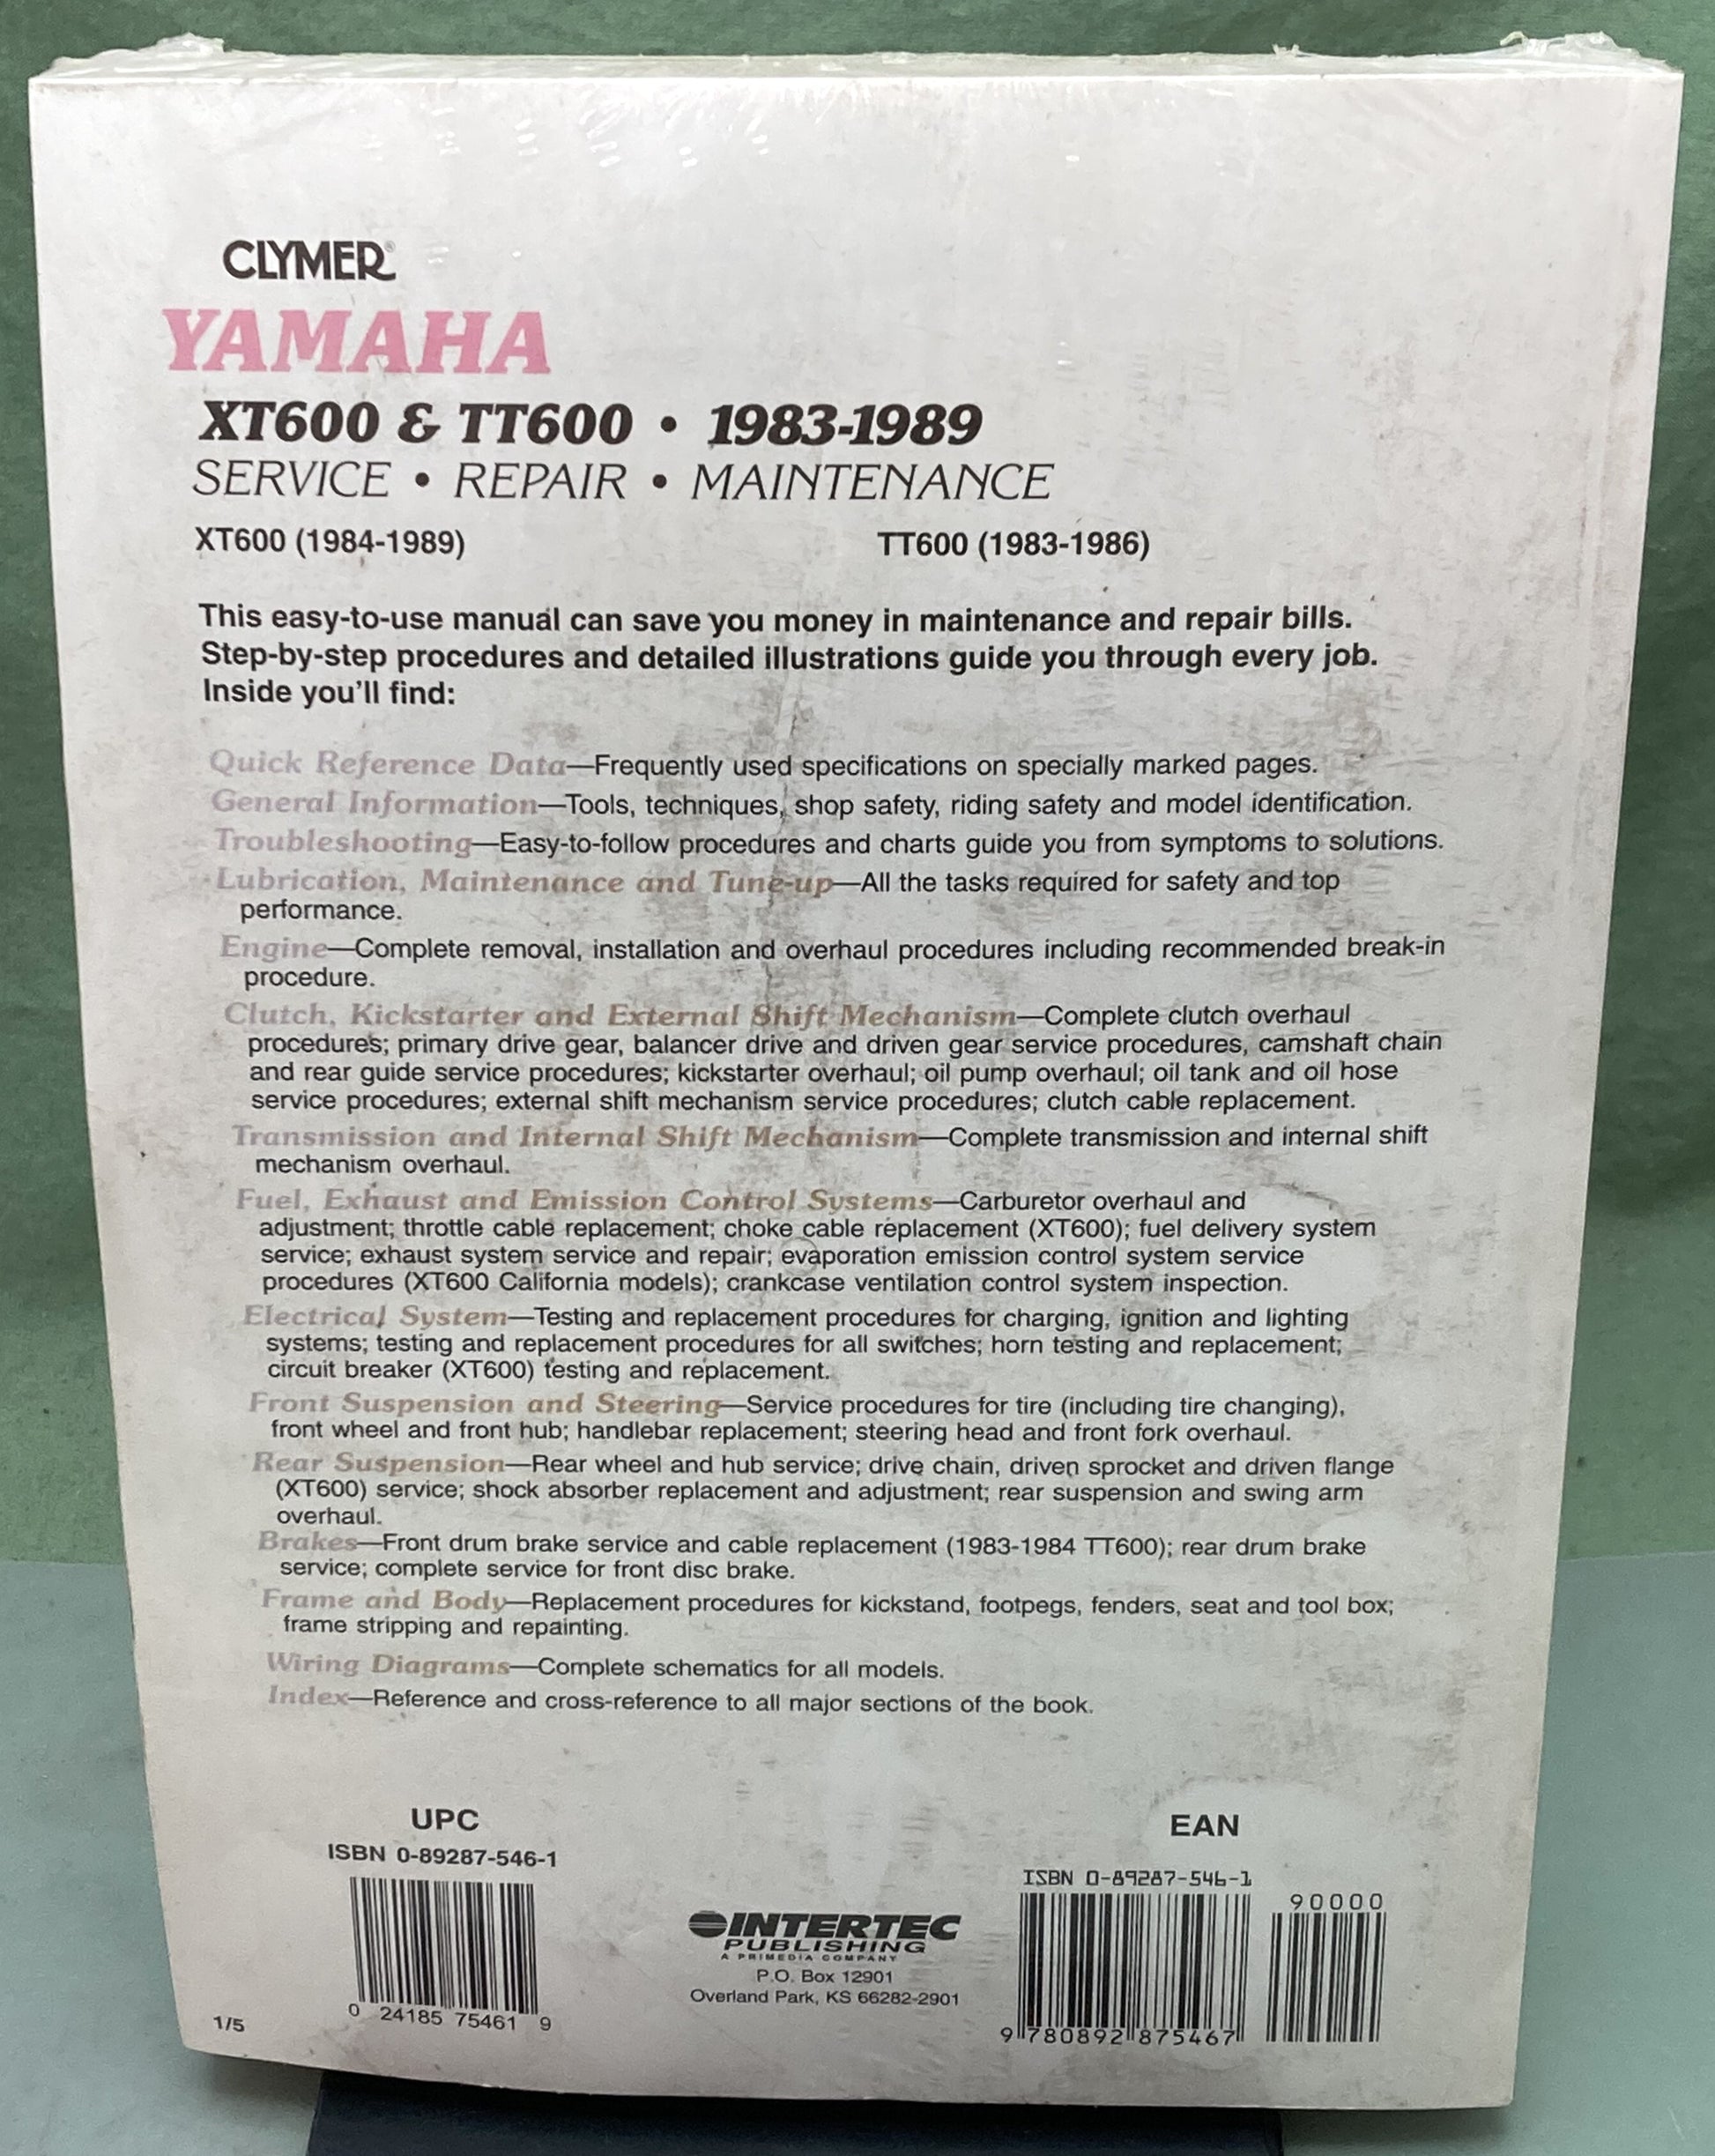 CLYMER®
YAMAHA
XT600 & TT600 • 1983-1989
SERVICE • REPAIR • MAINTENANCE
XT600 (1984-1989) TT600 (1983-1986)
This easy-to-use manual can save you money in maintenance and repair bills.
Step-by-step procedures and detailed illustrations guide you through every job.
Inside you'll find:
Quick Reference Data—Frequently used specifications on specially marked pages.
General Information—Tools, techniques, shop safety, riding safety and model identification.
Troubleshooting—Easy-to-follow procedures and charts guide you from symptoms to solutions.
Lubrication, Maintenance and Tune-up—All the tasks required for safety and top
performance.
Engine—Complete removal, installation and overhaul procedures including recommended break-in
procedure.
Clutch, Kickstarter and External Shift Mechanism—Complete clutch overhaul
procedures; primary drive gear, balancer drive and driven gear service procedures, camshaft chain
and rear guide service procedures; kickstarter overhaul; oil pump overhaul; oil tank and oil hose
service procedures; external shift mechanism service procedures; clutch cable replacement.
Transmission and Internal Shift Mechanism—Complete transmission and internal shift
mechanism overhaul.
Fuel, Exhaust and Emission Control Systems—Carburetor overhaul and
adjustment; throttle cable replacement; choke cable replacement (XT600); fuel delivery system
service; exhaust system service and repair; evaporation emission control system service
procedures (XT600 California models); crankcase ventilation control system inspection.
Electrical System—Testing and replacement procedures for charging, ignition and lighting
systems; testing and replacement procedures for all switches; horn testing and replacement;
circuit breaker (XT600) testing and replacement.
Front Suspension and Steering—Service procedures for tire (including tire changing),
front wheel and front hub; handlebar replacement; steering head and front fork overhaul.
Rear Suspension—Rear wheel and hub service; drive chain, driven sprocket and driven flange
(XT600) service; shock absorber replacement and adjustment; rear suspension and swing arm
overhaul.
Brakes—Front drum brake service and cable replacement (1983-1984 TT600); rear drum brake
service; complete service for front disc brake.
Frame and Body—Replacement procedures for kickstand, footpegs, fenders, seat and tool box;
frame stripping and repainting.
Wiring Diagrams—Complete schematics for all models.
Index—Reference and cross-reference to all major sections of the book.
UPC
ISBN 0-89287-546-1
0 24185 75461 9
1/5
INTERTEC
PUBLISHING
A PRIMEDIA COMPANY
P.O. Box 12901
Overland Park, KS 66282-2901
EAN
ISBN 0-89287-546-1
90000
9 780892 875467